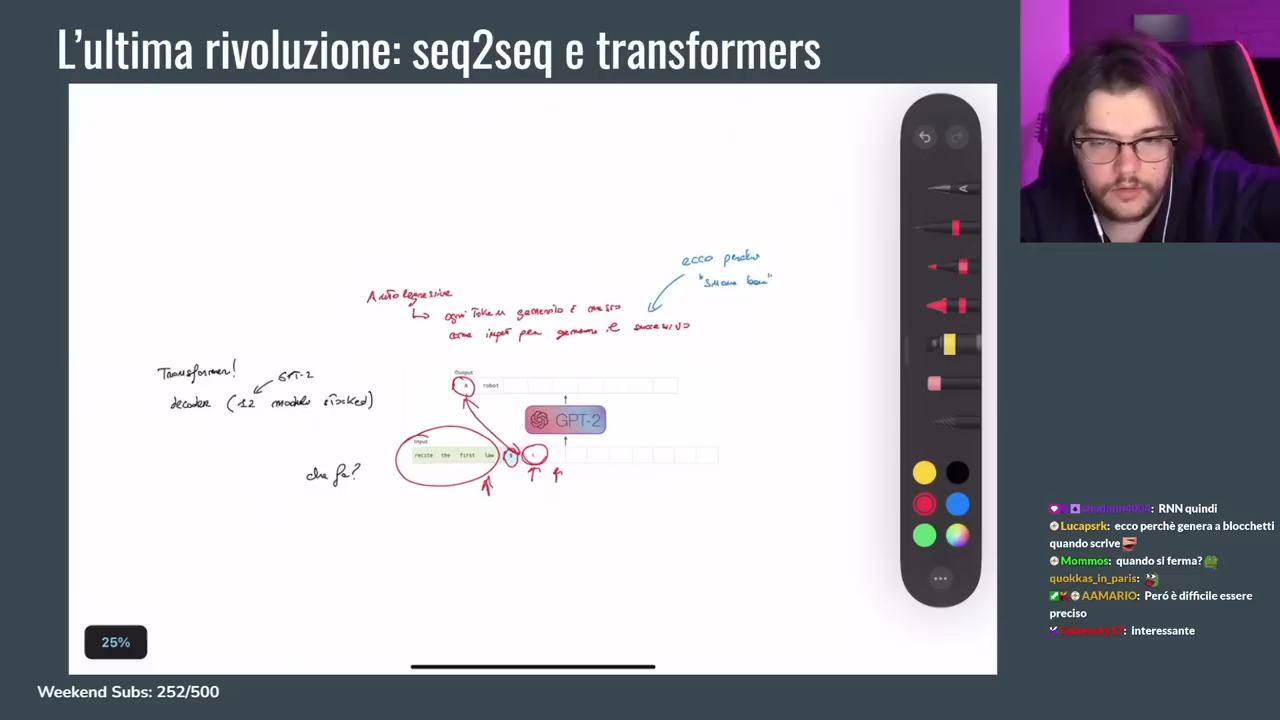 L'ultima rivoluzione: seq2seq e transformers
ecco perché
"suona bene"
Autoregressive
ogni token generato è messo
come input per generare il successivo
Transformer!
GPT-2
decoder (12 modules stacked)
Output
A robot
GPT-2
Input
recite the first law $
che fa?
25%
Weekend Subs: 252/500
RNN quindi
Lucapsrk: ecco perchè genera a blocchetti
quando scrive
Mommos: quando si ferma?
quokkas_in_paris:
AAMARIO: Peró è difficile essere
preciso
: interessante